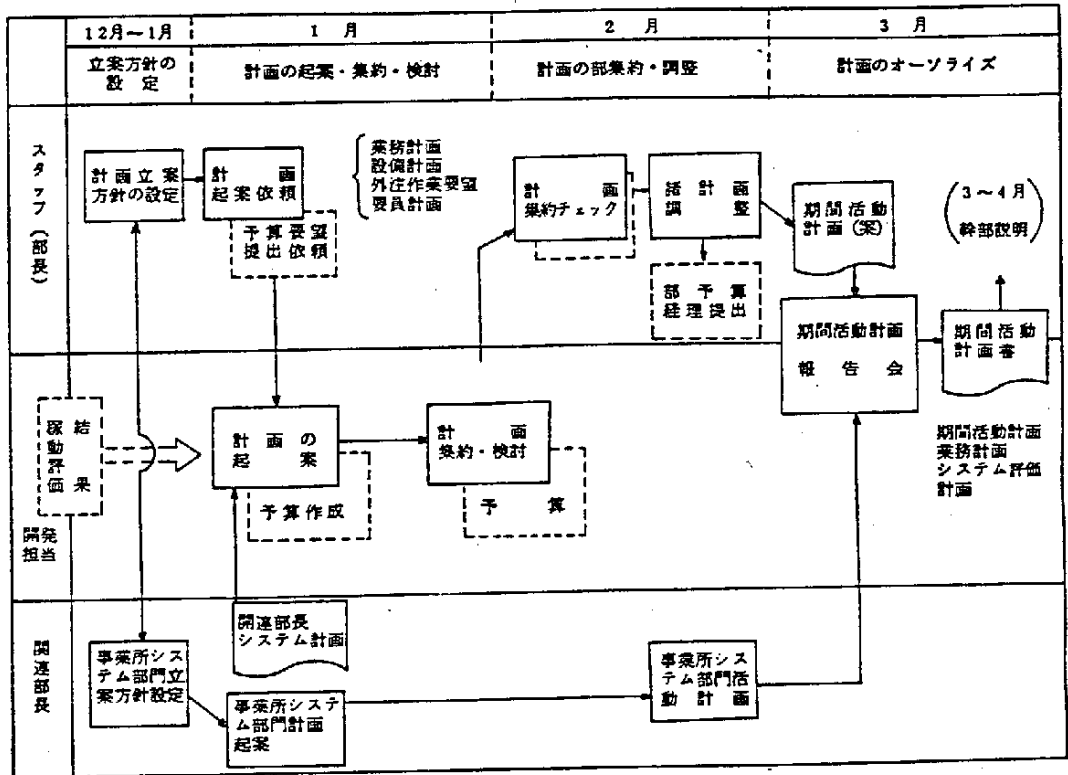 12月～1月
1 月
2 月
3 月
立案方針の
設 定
計画の起案・集約・検討
計画の部集約・調整
計画のオーソライズ
スタッフ(部長)
計画立案
方針の設定
計 画
起案依頼
予算要望
提出依頼
業務計画
設備計画
外注作業要望
要員計画
計 画
集約チェック
諸計画
調 整
部 予 算
経理提出
期間活動
計画(案)
3～4月
幹部説明
期間活動計画
報 告 会
期間活動
計画書
稼動評価
結果
開発
担当
計 画 の
起 案
予算作成
計 画
集約・検討
予 算
期間活動計画
業務計画
システム評価
計画
関連部長
関連部長
システム計画
事業所シス
テム部門立
案方針設定
事業所システ
ム部門計画
起案
事業所シス
テム部門活
動 計 画